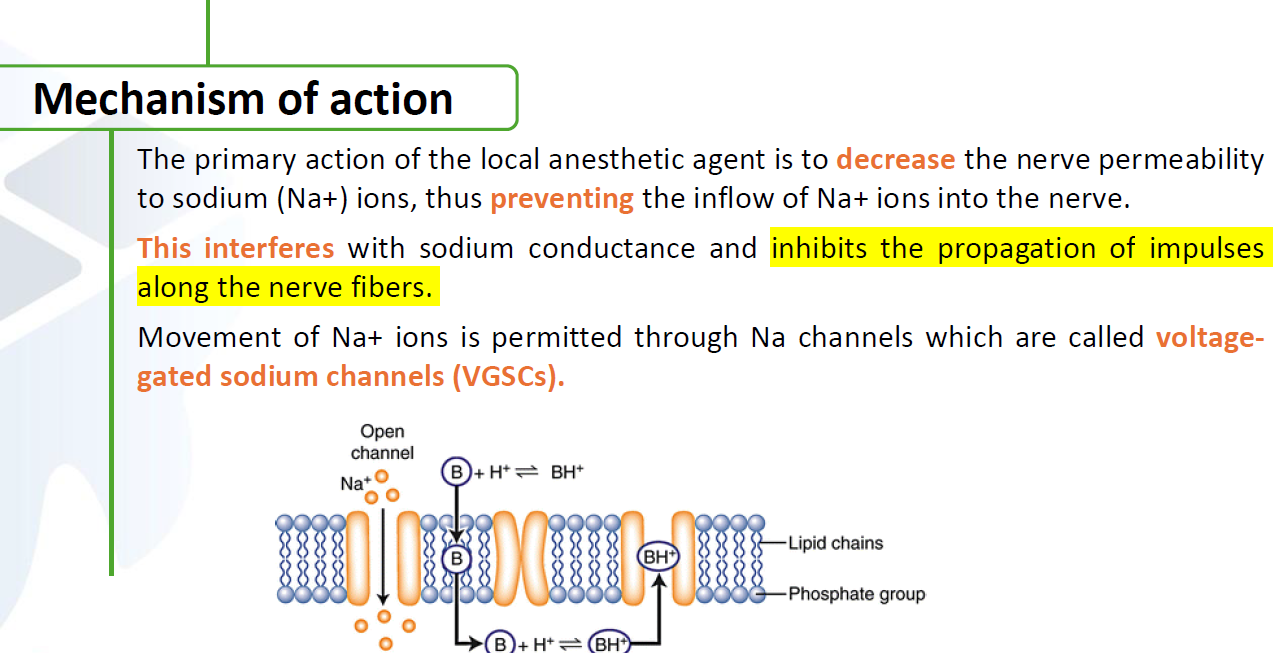 Mechanism of action
The primary action of the local anesthetic agent is to decrease the nerve permeability
to sodium (Na+) ions, thus preventing the inflow of Na+ ions into the nerve.
This interferes with sodium conductance and inhibits the propagation of impulses
along the nerve fibers.
Movement of Na+ ions is permitted through Na channels which are called voltage-
gated sodium channels (VGSCs).
Open
channel
Na⁺
B + H⁺ ⇌ BH⁺
B
BH⁺
Lipid chains
Phosphate group
B + H⁺ ⇌ BH⁺